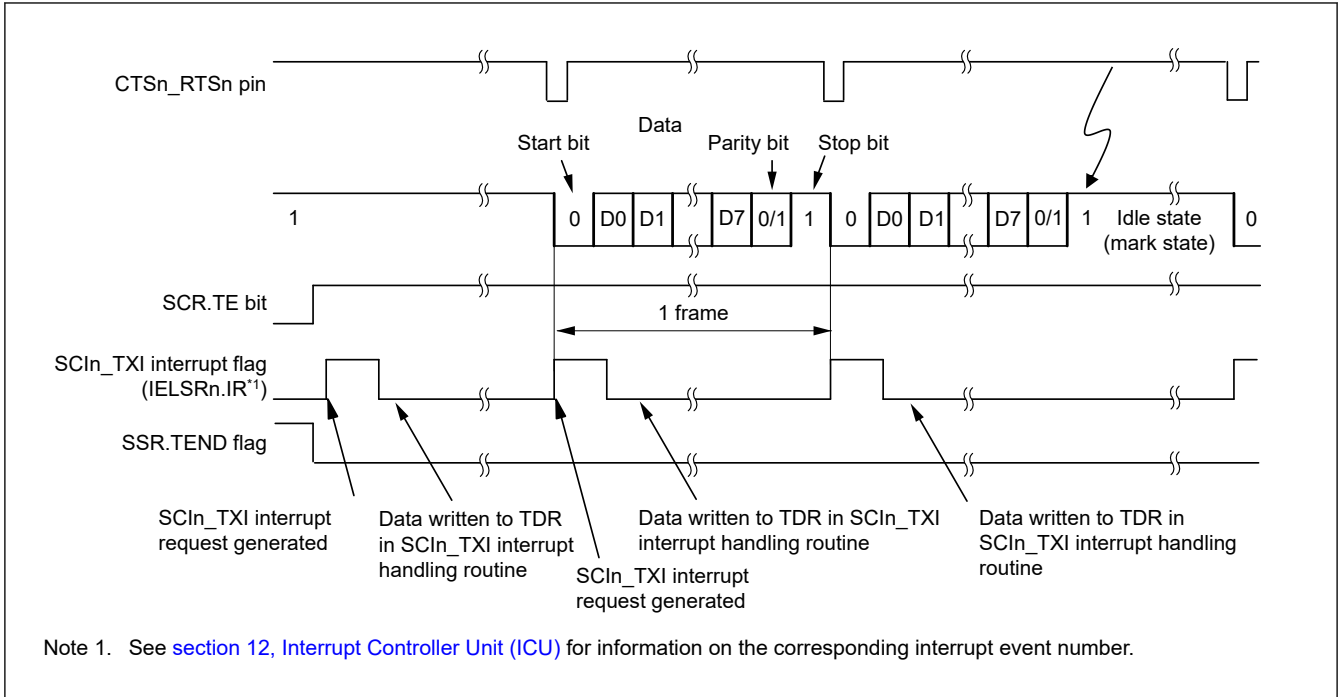 CTSn_RTSn pin
Data
Start bit
Parity bit
Stop bit
1
0
D0
D1
D7
0/1
1
0
D0
D1
D7
0/1
1
Idle state
(mark state)
0
SCR.TE bit
1 frame
SCIn_TXI interrupt flag
(IELSRn.IR*1)
SSR.TEND flag
SCIn_TXI interrupt
request generated
Data written to TDR
in SCIn_TXI interrupt
handling routine
SCIn_TXI interrupt
request generated
Data written to TDR in SCIn_TXI
interrupt handling routine
Data written to TDR in
SCIn_TXI interrupt handling
routine
Note 1. See section 12, Interrupt Controller Unit (ICU) for information on the corresponding interrupt event number.